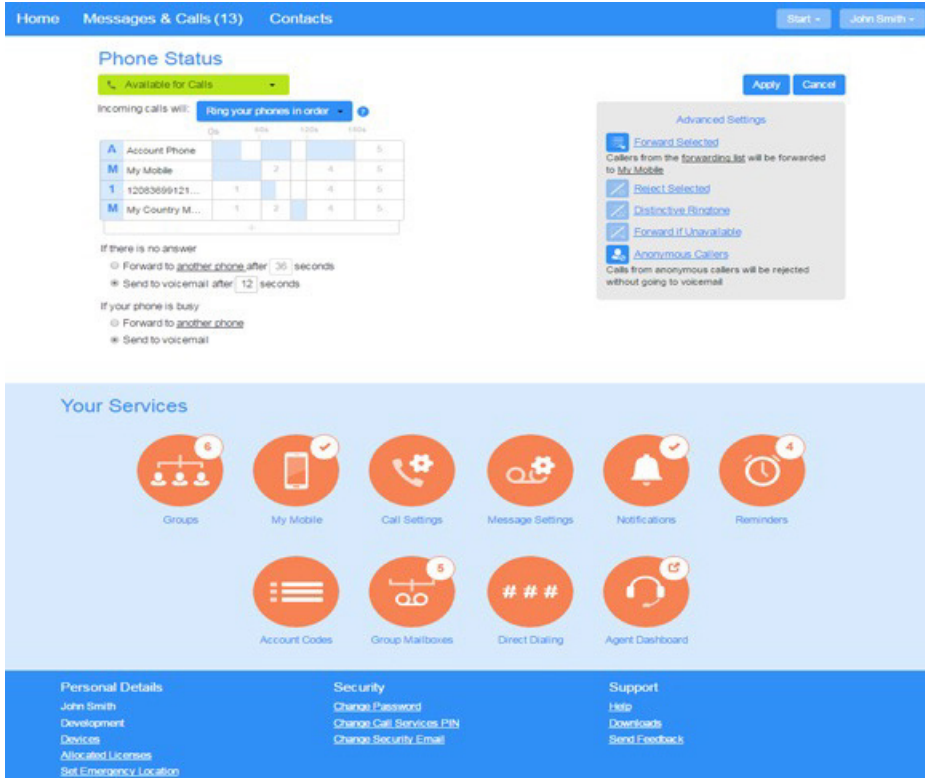 Home Messages & Calls (13) Contacts Start John Smith
Phone Status
Available for Calls
Apply Cancel
Incoming calls will: Ring your phones in order ?
0s 60s 120s 180s
A Account Phone 5
M My Mobile 2 4 5
1 12083699121... 1 4 5
M My Country M... 1 2 4 5
+
If there is no answer
Forward to another phone after 36 seconds
Send to voicemail after 12 seconds
If your phone is busy
Forward to another phone
Send to voicemail
Advanced Settings
Forward Selected
Callers from the forwarding list will be forwarded
to My Mobile
Reject Selected
Distinctive Ringtone
Forward if Unavailable
Anonymous Callers
Calls from anonymous callers will be rejected
without going to voicemail
Your Services
6 4
Groups My Mobile Call Settings Message Settings Notifications Reminders
5
# # #
Account Codes Group Mailboxes Direct Dialing Agent Dashboard
Personal Details
John Smith
Development
Devices
Allocated Licenses
Set Emergency Location
Security
Change Password
Change Call Services PIN
Change Security Email
Support
Help
Downloads
Send Feedback